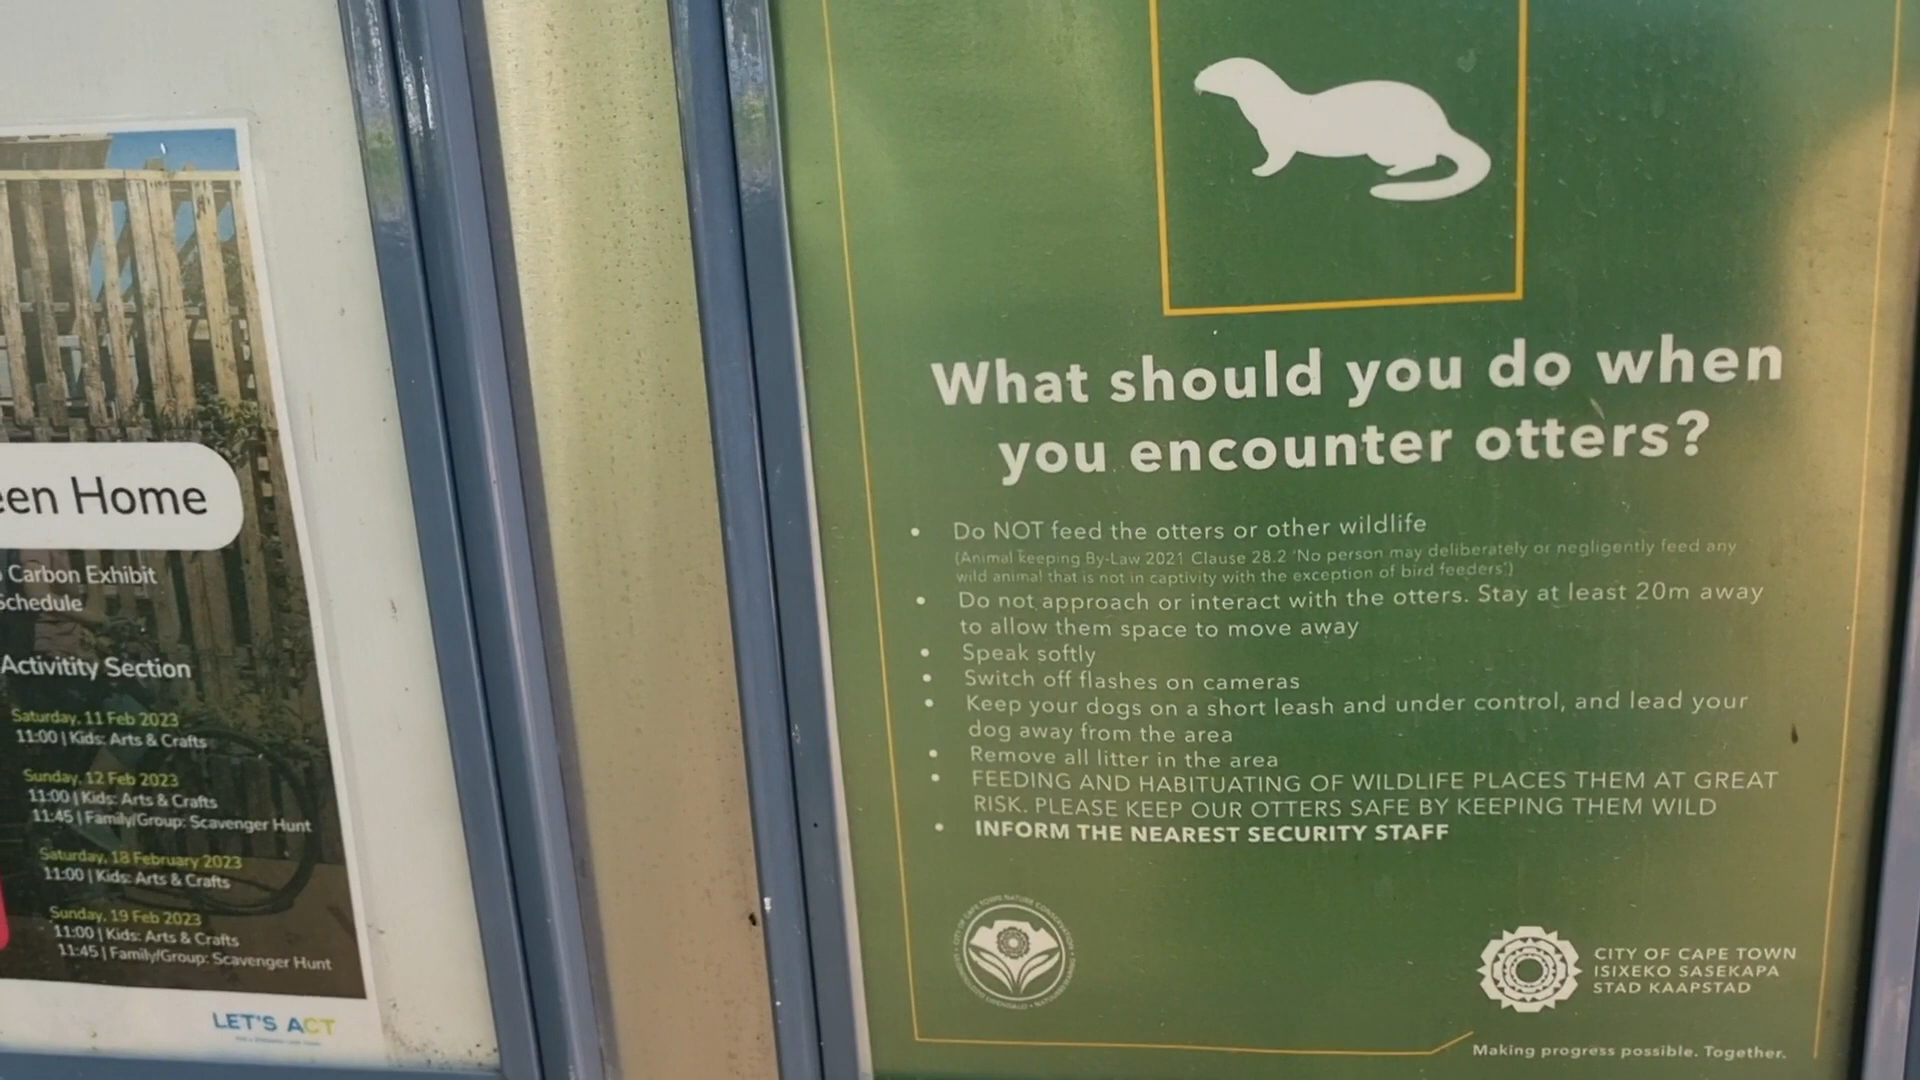 een Home
Carbon Exhibit
Schedule
Activitity Section
Saturday, 11 Feb 2023
11:00 | Kids: Arts & Crafts
Sunday, 12 Feb 2023
11:00 | Kids: Arts & Crafts
11:45 | Family/Group: Scavenger Hunt
Saturday, 18 February 2023
11:00 | Kids: Arts & Crafts
Sunday, 19 Feb 2023
11:00 | Kids: Arts & Crafts
11:45 | Family/Group: Scavenger Hunt
LET'S ACT
What should you do when
you encounter otters?
• Do NOT feed the otters or other wildlife
(Animal keeping By-Law 2021 Clause 28.2 'No person may deliberately or negligently feed any
wild animal that is not in captivity with the exception of bird feeders'.)
• Do not approach or interact with the otters. Stay at least 20m away
to allow them space to move away
• Speak softly
• Switch off flashes on cameras
• Keep your dogs on a short leash and under control, and lead your
dog away from the area
• Remove all litter in the area
• FEEDING AND HABITUATING OF WILDLIFE PLACES THEM AT GREAT
RISK. PLEASE KEEP OUR OTTERS SAFE BY KEEPING THEM WILD
• INFORM THE NEAREST SECURITY STAFF
CITY OF CAPE TOWN NATURE CONSERVATION
CITY OF CAPE TOWN
ISIXEKO SASEKAPA
STAD KAAPSTAD
Making progress possible. Together.